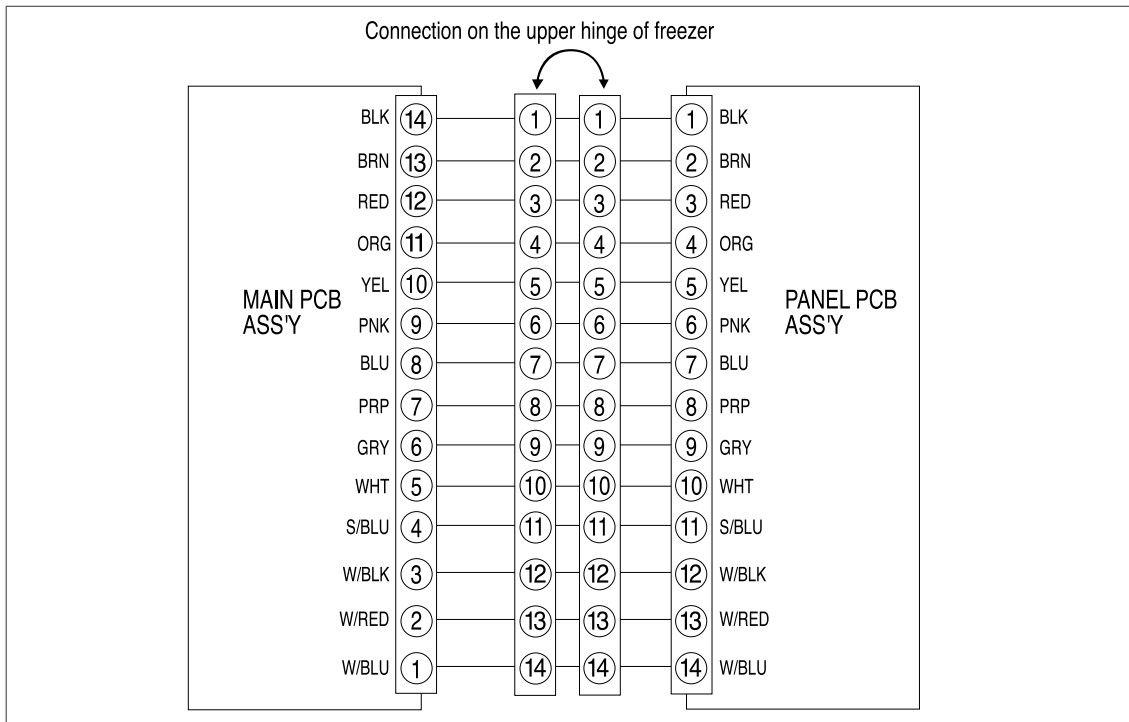 Connection on the upper hinge of freezer
BLK 14 1 1 1 BLK
BRN 13 2 2 2 BRN
RED 12 3 3 3 RED
ORG 11 4 4 4 ORG
YEL 10 5 5 5 YEL
MAIN PCB
ASS'Y
PANEL PCB
ASS'Y
PNK 9 6 6 6 PNK
BLU 8 7 7 7 BLU
PRP 7 8 8 8 PRP
GRY 6 9 9 9 GRY
WHT 5 10 10 10 WHT
S/BLU 4 11 11 11 S/BLU
W/BLK 3 12 12 12 W/BLK
W/RED 2 13 13 13 W/RED
W/BLU 1 14 14 14 W/BLU